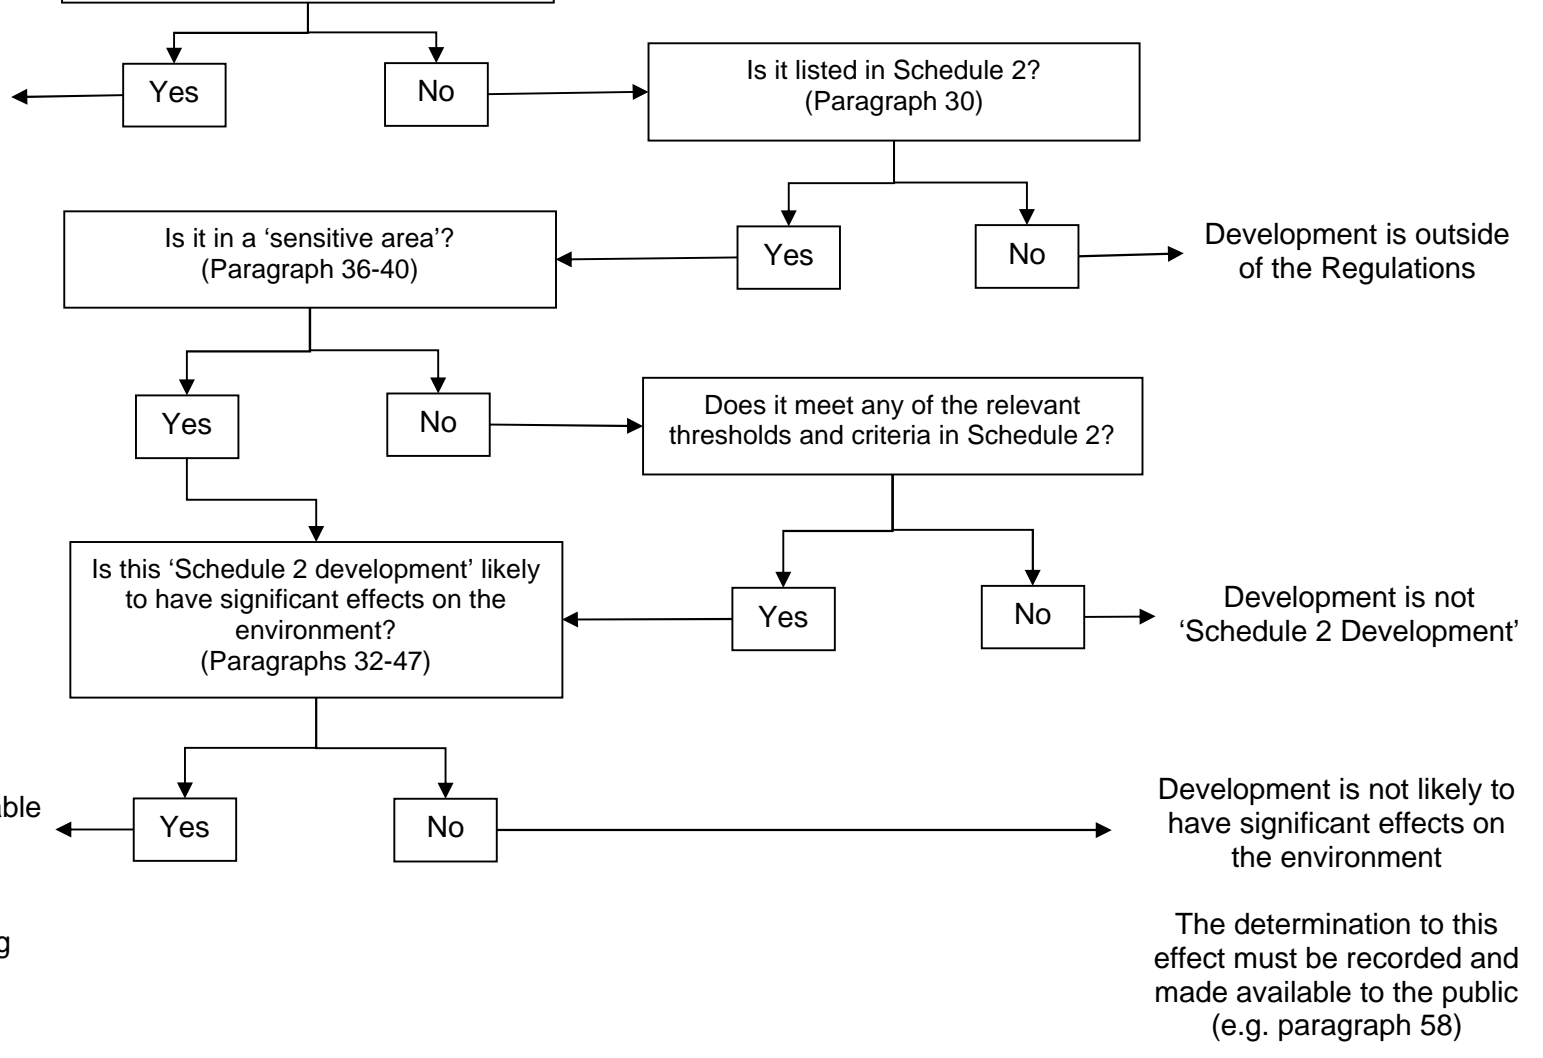 Yes
No
Is it listed in Schedule 2?
(Paragraph 30)
Is it in a ‘sensitive area’?
(Paragraph 36-40)
Yes
No
Development is outside
of the Regulations
Yes
No
Does it meet any of the relevant
thresholds and criteria in Schedule 2?
Is this ‘Schedule 2 development’ likely
to have significant effects on the
environment?
(Paragraphs 32-47)
Yes
No
Development is not
‘Schedule 2 Development’
Yes
No
Development is not likely to
have significant effects on
the environment
The determination to this
effect must be recorded and
made available to the public
(e.g. paragraph 58)